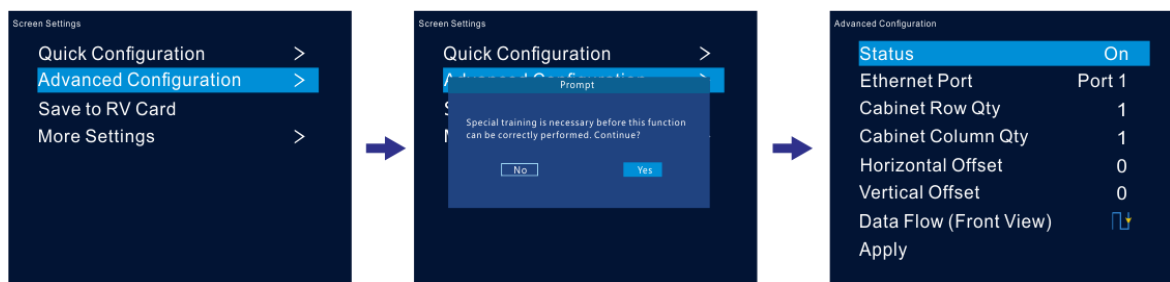 Screen Settings
Quick Configuration >
Advanced Configuration >
Save to RV Card
More Settings >
Screen Settings
Quick Configuration >
Prompt
Special training is necessary before this function
can be correctly performed. Continue?
No Yes
Advanced Configuration
Status On
Ethernet Port Port 1
Cabinet Row Qty 1
Cabinet Column Qty 1
Horizontal Offset 0
Vertical Offset 0
Data Flow (Front View)
Apply